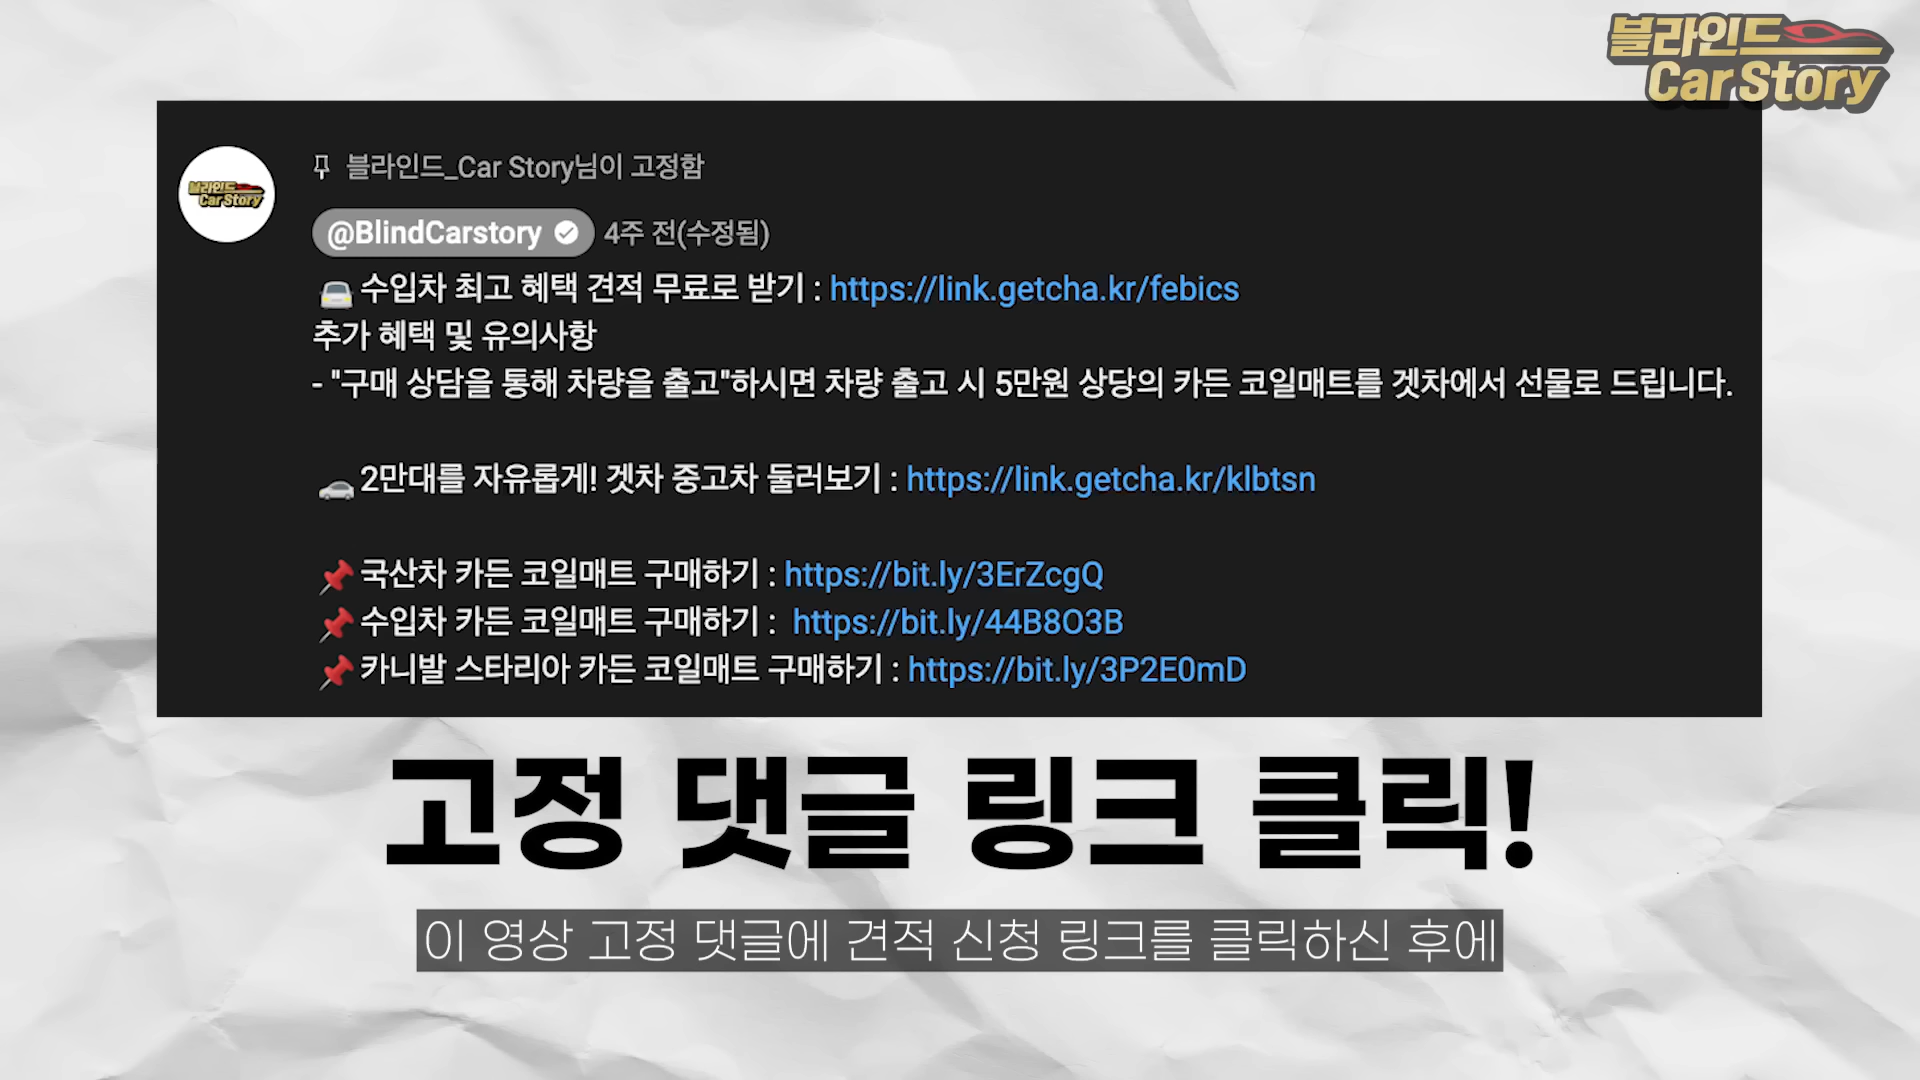 블라인드
Car Story
블라인드
Car Story
블라인드_Car Story님이 고정함
@BlindCarstory 4주 전(수정됨)
수입차 최고 혜택 견적 무료로 받기 : https://link.getcha.kr/febics
추가 혜택 및 유의사항
- "구매 상담을 통해 차량을 출고"하시면 차량 출고 시 5만원 상당의 카든 코일매트를 겟차에서 선물로 드립니다.
2만대를 자유롭게! 겟차 중고차 둘러보기 : https://link.getcha.kr/klbtsn
국산차 카든 코일매트 구매하기 : https://bit.ly/3ErZcgQ
수입차 카든 코일매트 구매하기 : https://bit.ly/44B8O3B
카니발 스타리아 카든 코일매트 구매하기 : https://bit.ly/3P2E0mD
고정 댓글 링크 클릭!
이 영상 고정 댓글에 견적 신청 링크를 클릭하신 후에